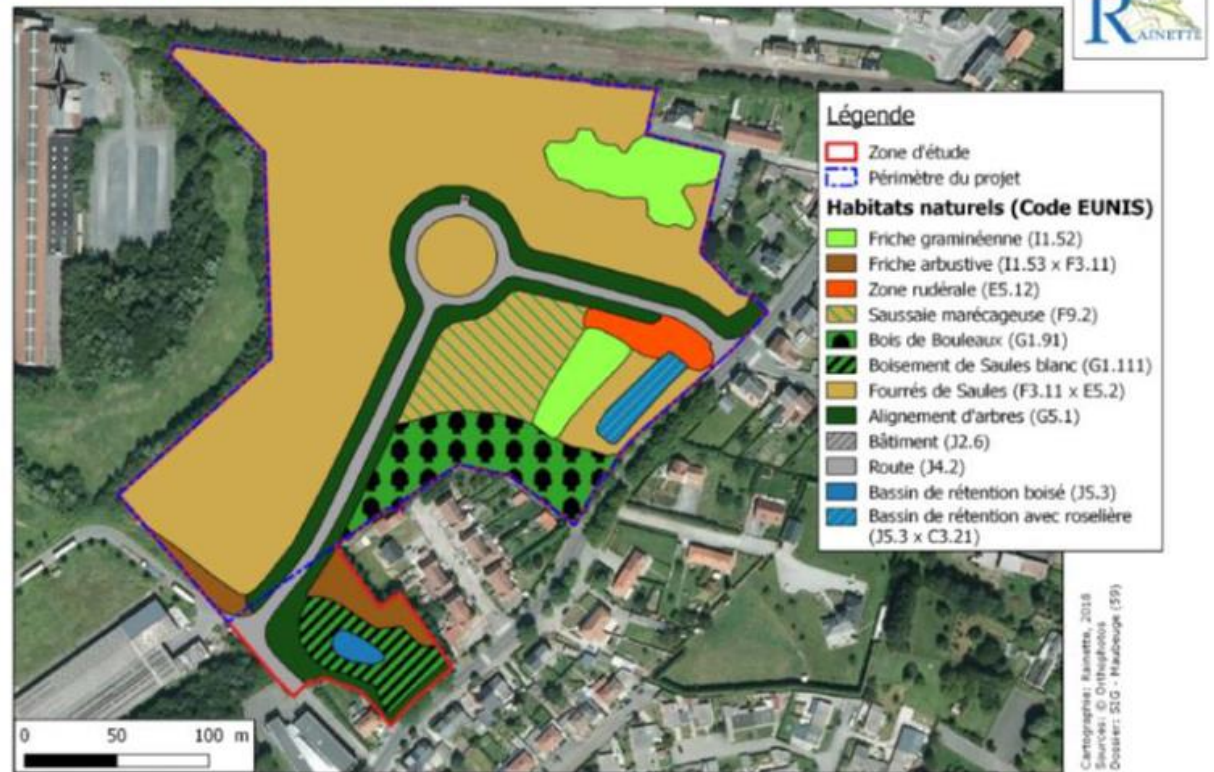 RAINETTE
Légende
Zone d'étude
Périmètre du projet
Habitats naturels (Code EUNIS)
Friche graminéenne (I1.52)
Friche arbustive (I1.53 x F3.11)
Zone rudérale (E5.12)
Saussaie marécageuse (F9.2)
Bois de Bouleaux (G1.91)
Boisement de Saules blanc (G1.111)
Fourrés de Saules (F3.11 x E5.2)
Alignement d'arbres (G5.1)
Bâtiment (J2.6)
Route (J4.2)
Bassin de rétention boisé (J5.3)
Bassin de rétention avec roselière
(J5.3 x C3.21)
0 50 100 m
Cartographie: Rainette, 2018
Sources: © Orthophotos
Dossier: SIG - Maubeuge (59)